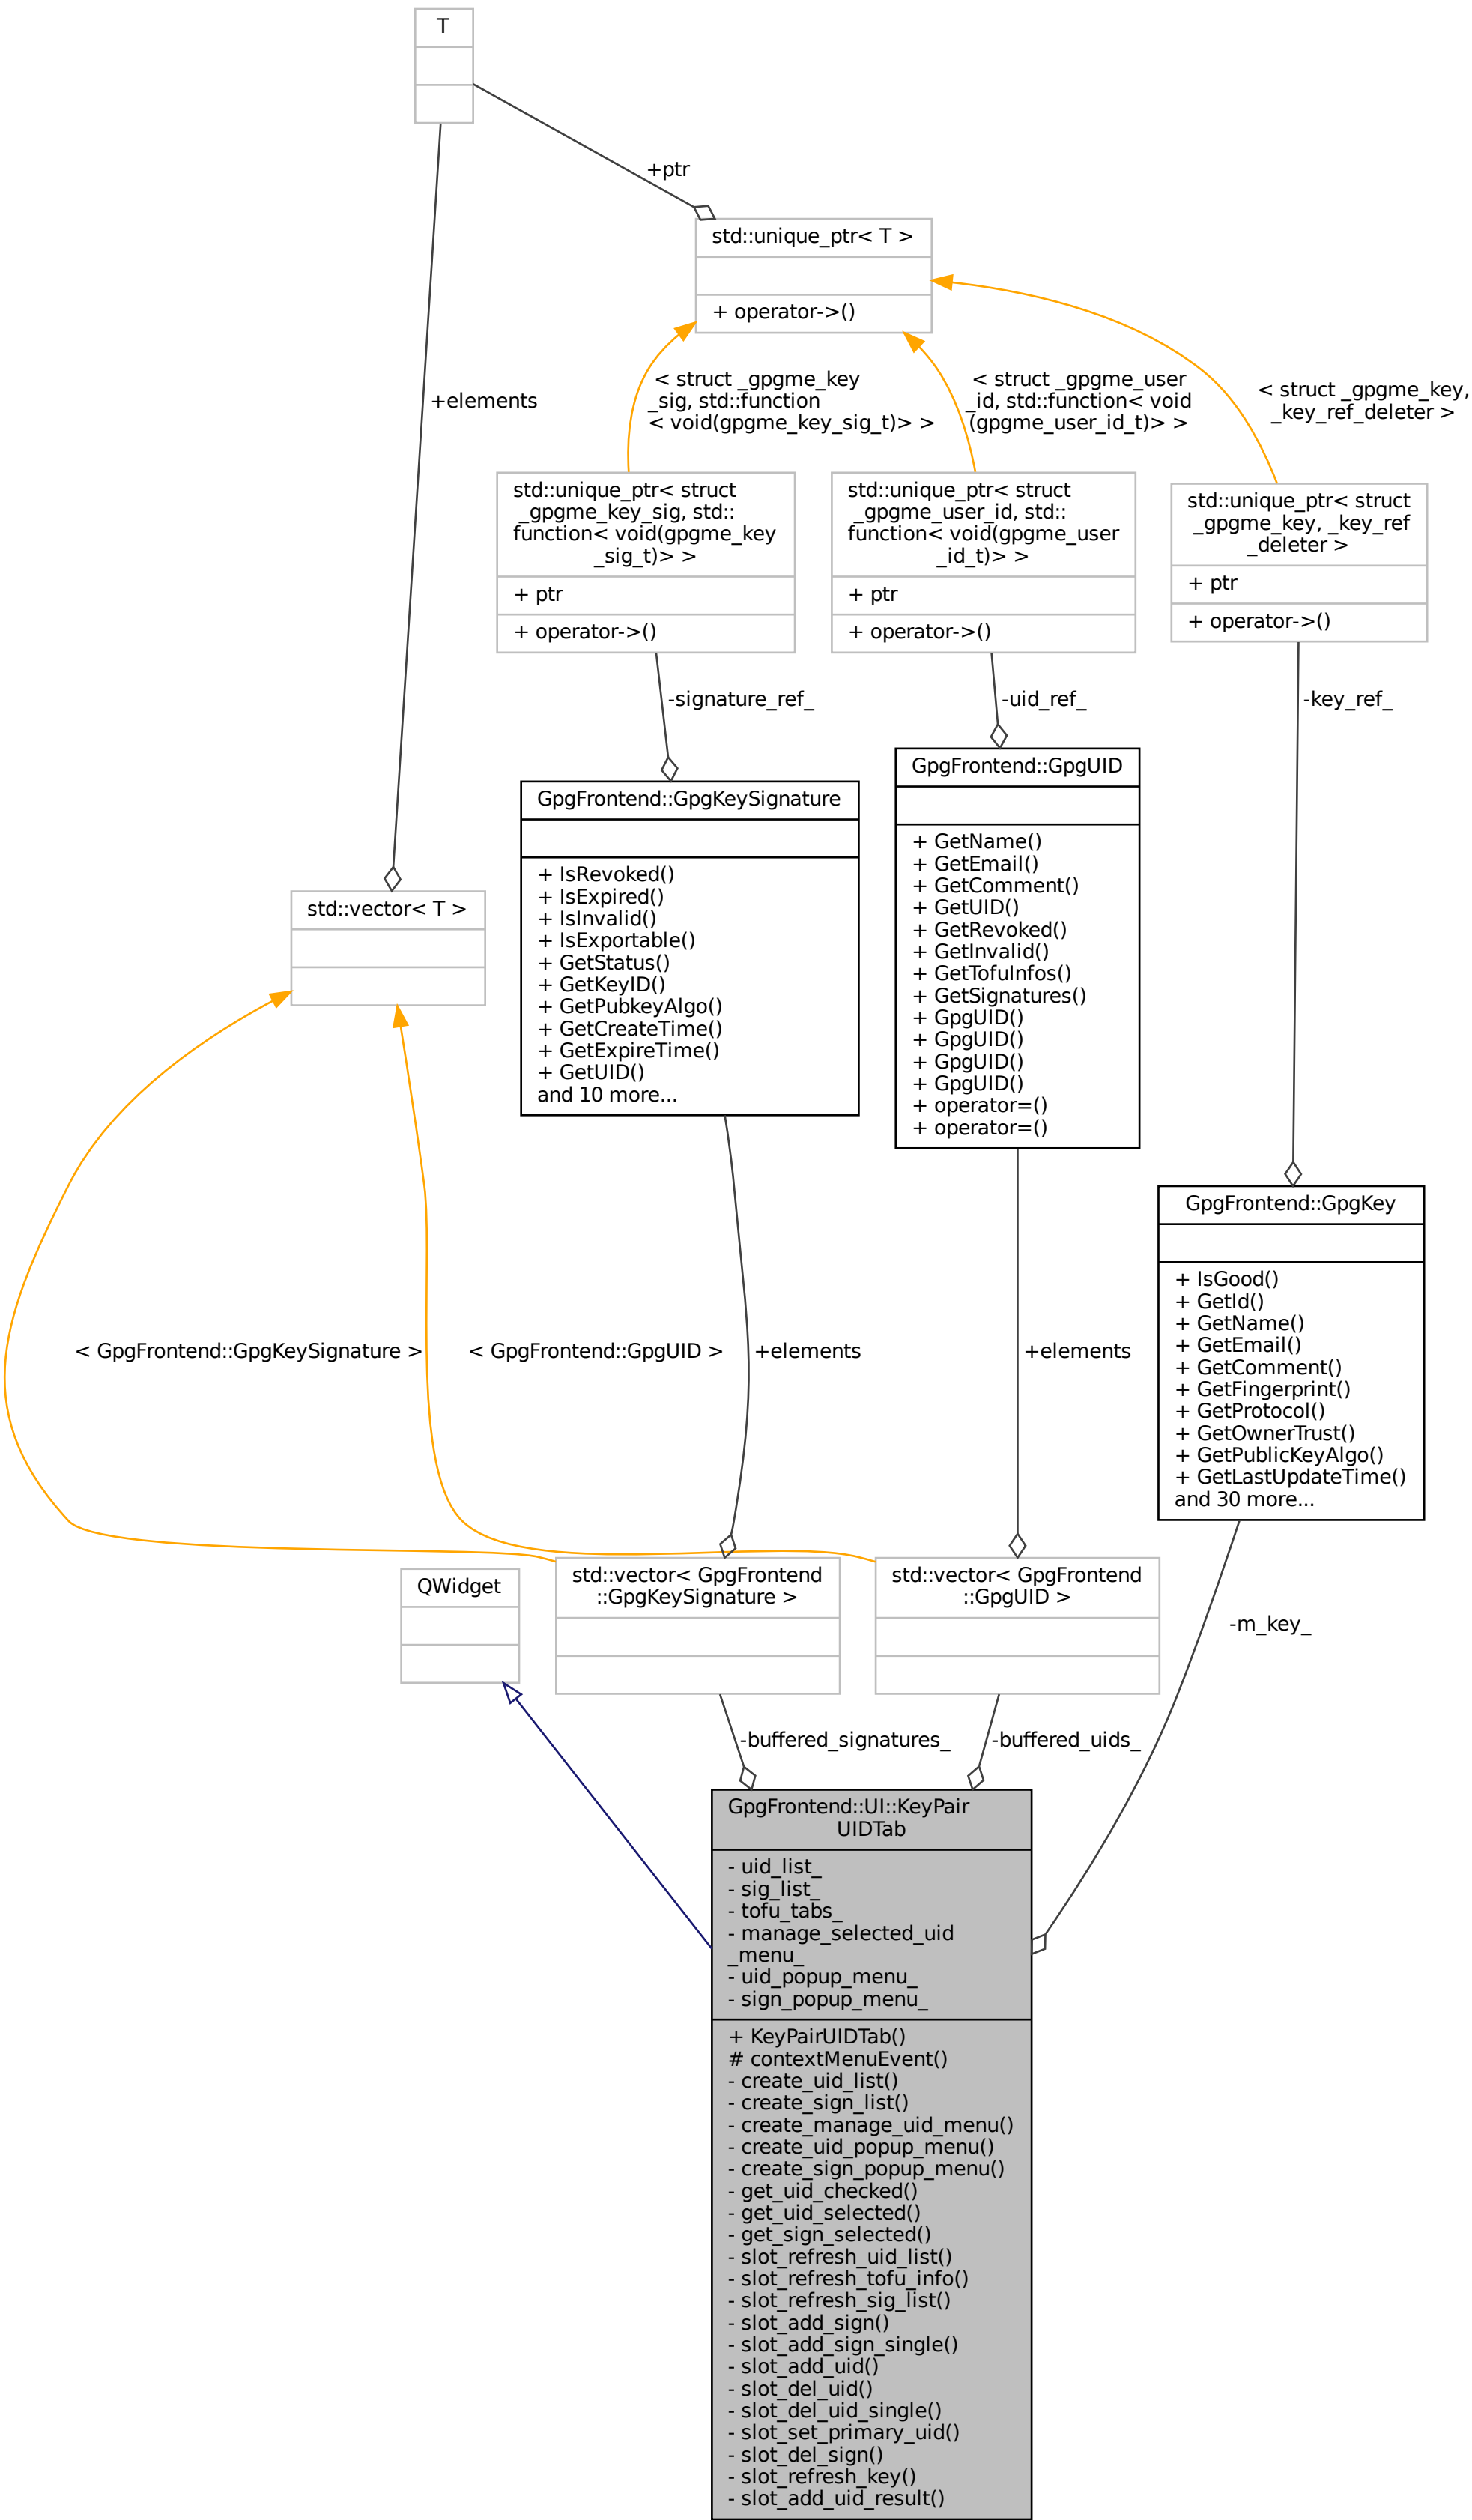 T
+ptr
std::unique_ptr< T >
+ operator->()
+elements
< struct _gpgme_key
_sig, std::function
< void(gpgme_key_sig_t)> >
< struct _gpgme_user
_id, std::function< void
(gpgme_user_id_t)> >
< struct _gpgme_key,
_key_ref_deleter >
std::unique_ptr< struct
_gpgme_key_sig, std::
function< void(gpgme_key
_sig_t)> >
+ ptr
+ operator->()
std::unique_ptr< struct
_gpgme_user_id, std::
function< void(gpgme_user
_id_t)> >
+ ptr
+ operator->()
std::unique_ptr< struct
_gpgme_key, _key_ref
_deleter >
+ ptr
+ operator->()
-signature_ref_
-uid_ref_
-key_ref_
GpgFrontend::GpgKeySignature
+ IsRevoked()
+ IsExpired()
+ IsInvalid()
+ IsExportable()
+ GetStatus()
+ GetKeyID()
+ GetPubkeyAlgo()
+ GetCreateTime()
+ GetExpireTime()
+ GetUID()
and 10 more...
GpgFrontend::GpgUID
+ GetName()
+ GetEmail()
+ GetComment()
+ GetUID()
+ GetRevoked()
+ GetInvalid()
+ GetTofuInfos()
+ GetSignatures()
+ GpgUID()
+ GpgUID()
+ GpgUID()
+ GpgUID()
+ operator=()
+ operator=()
std::vector< T >
GpgFrontend::GpgKey
+ IsGood()
+ GetId()
+ GetName()
+ GetEmail()
+ GetComment()
+ GetFingerprint()
+ GetProtocol()
+ GetOwnerTrust()
+ GetPublicKeyAlgo()
+ GetLastUpdateTime()
and 30 more...
< GpgFrontend::GpgKeySignature >
< GpgFrontend::GpgUID >
+elements
+elements
QWidget
std::vector< GpgFrontend
::GpgKeySignature >
std::vector< GpgFrontend
::GpgUID >
-m_key_
-buffered_signatures_
-buffered_uids_
GpgFrontend::UI::KeyPair
UIDTab
- uid_list_
- sig_list_
- tofu_tabs_
- manage_selected_uid
_menu_
- uid_popup_menu_
- sign_popup_menu_
+ KeyPairUIDTab()
# contextMenuEvent()
- create_uid_list()
- create_sign_list()
- create_manage_uid_menu()
- create_uid_popup_menu()
- create_sign_popup_menu()
- get_uid_checked()
- get_uid_selected()
- get_sign_selected()
- slot_refresh_uid_list()
- slot_refresh_tofu_info()
- slot_refresh_sig_list()
- slot_add_sign()
- slot_add_sign_single()
- slot_add_uid()
- slot_del_uid()
- slot_del_uid_single()
- slot_set_primary_uid()
- slot_del_sign()
- slot_refresh_key()
- slot_add_uid_result()